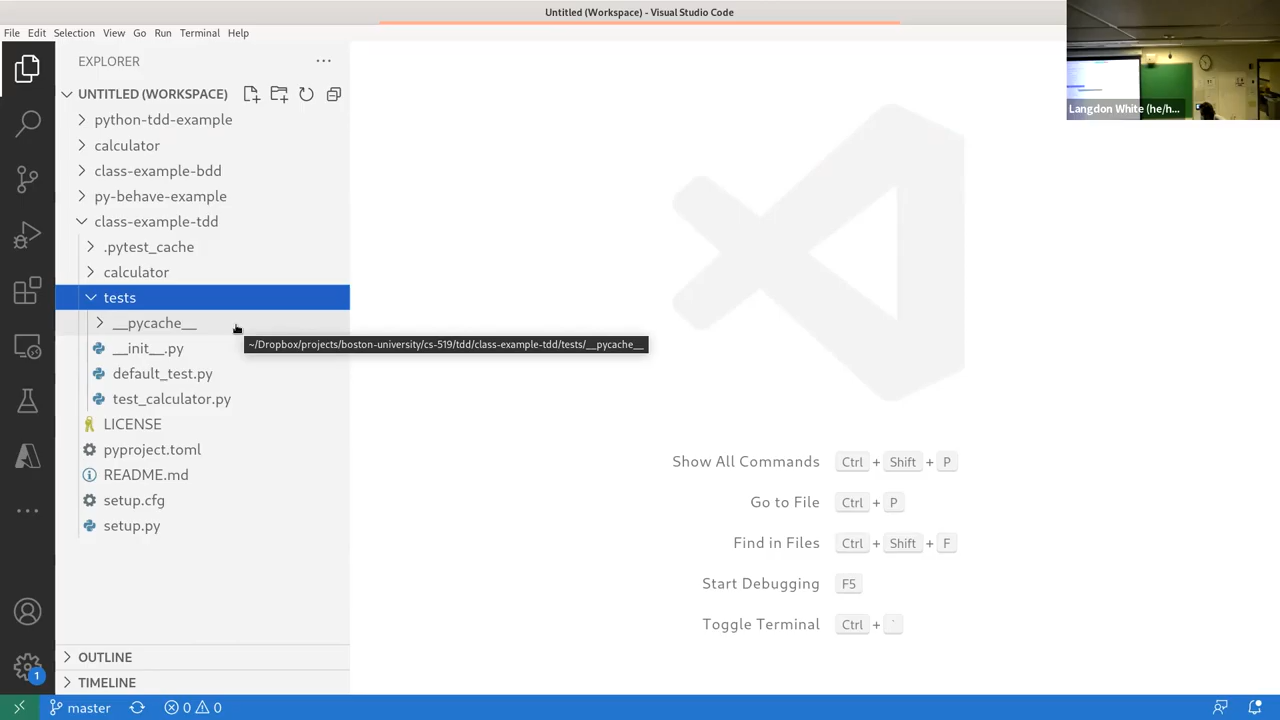 Untitled (Workspace) - Visual Studio Code
File Edit Selection View Go Run Terminal Help
EXPLORER
UNTITLED (WORKSPACE)
python-tdd-example
calculator
class-example-bdd
py-behave-example
class-example-tdd
.pytest_cache
calculator
tests
__pycache__
~/Dropbox/projects/boston-university/cs-519/tdd/class-example-tdd/tests/__pycache__
__init__.py
default_test.py
test_calculator.py
LICENSE
pyproject.toml
README.md
setup.cfg
setup.py
OUTLINE
TIMELINE
1
master
0 0
Show All Commands Ctrl + Shift + P
Go to File Ctrl + P
Find in Files Ctrl + Shift + F
Start Debugging F5
Toggle Terminal Ctrl + `
Langdon White (he/h...